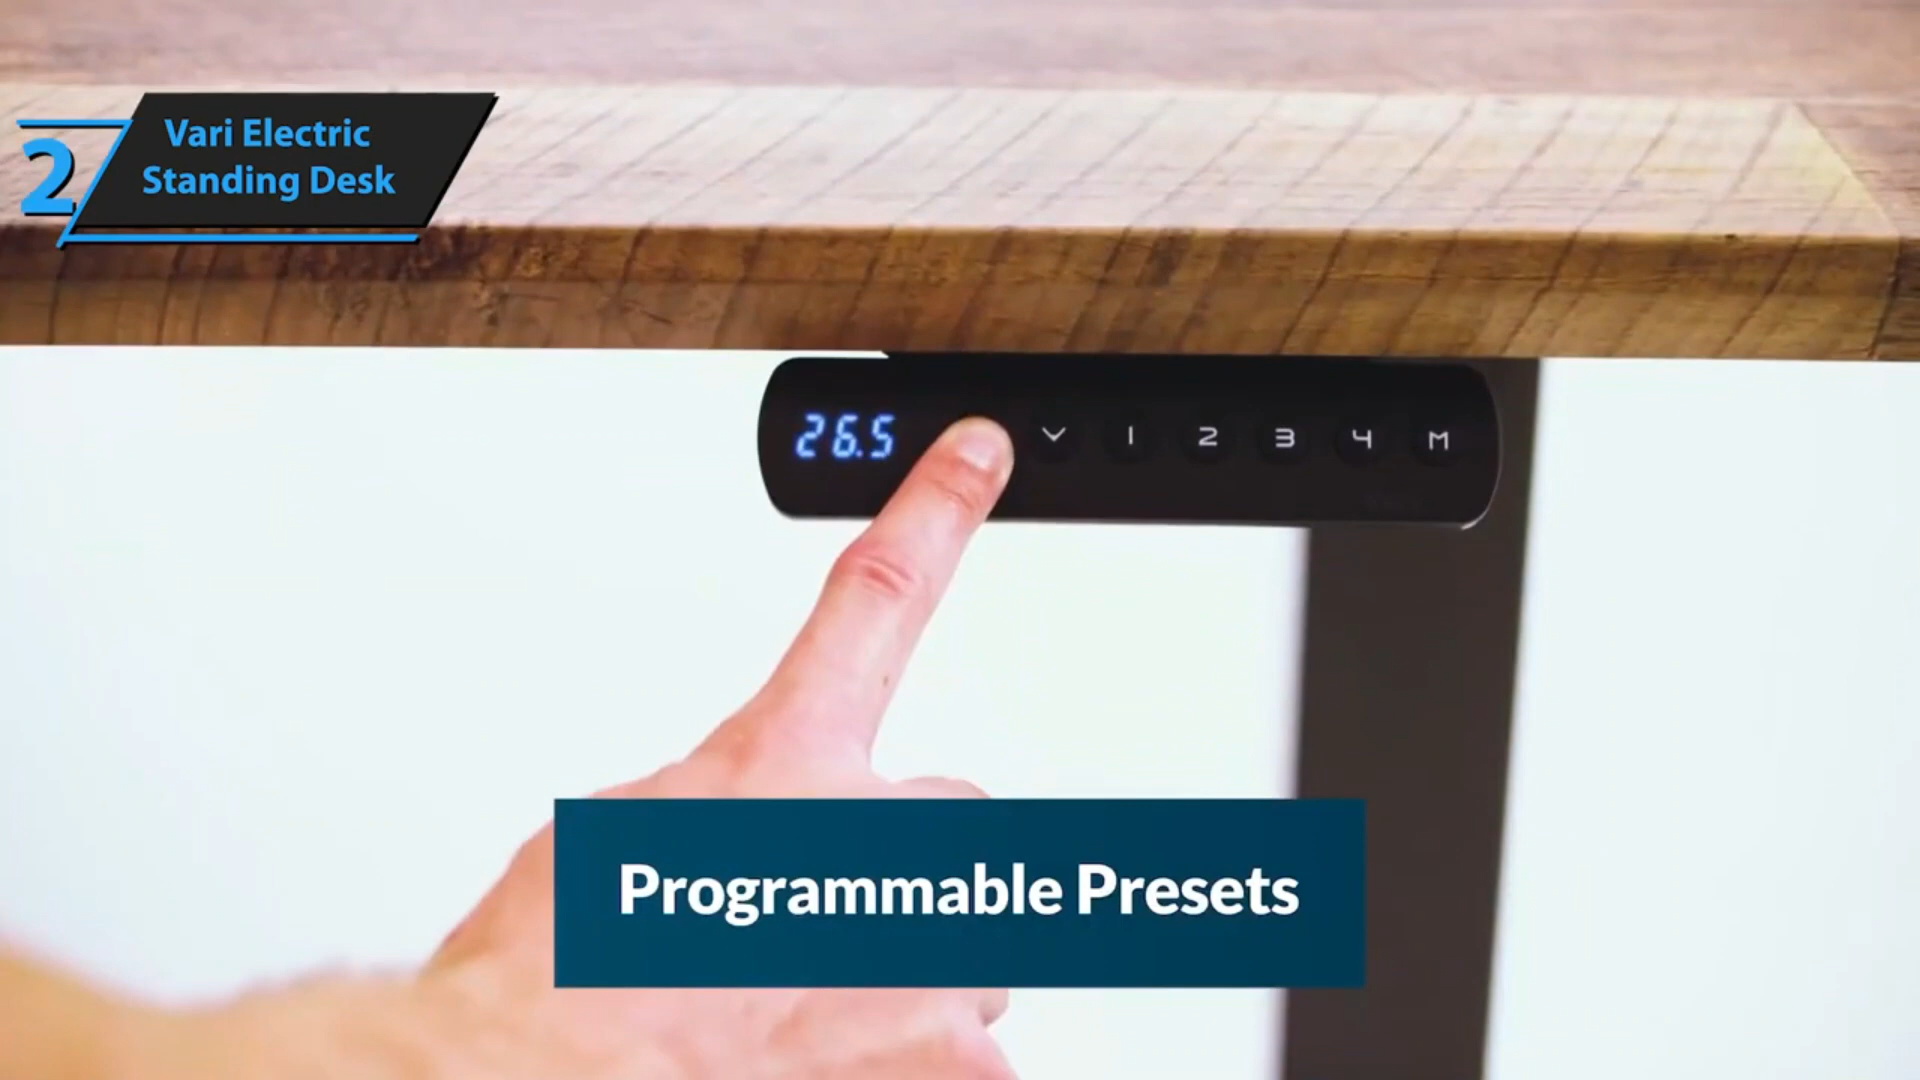 2
Vari Electric
Standing Desk
26.5
1 2 3 4 M
Programmable Presets